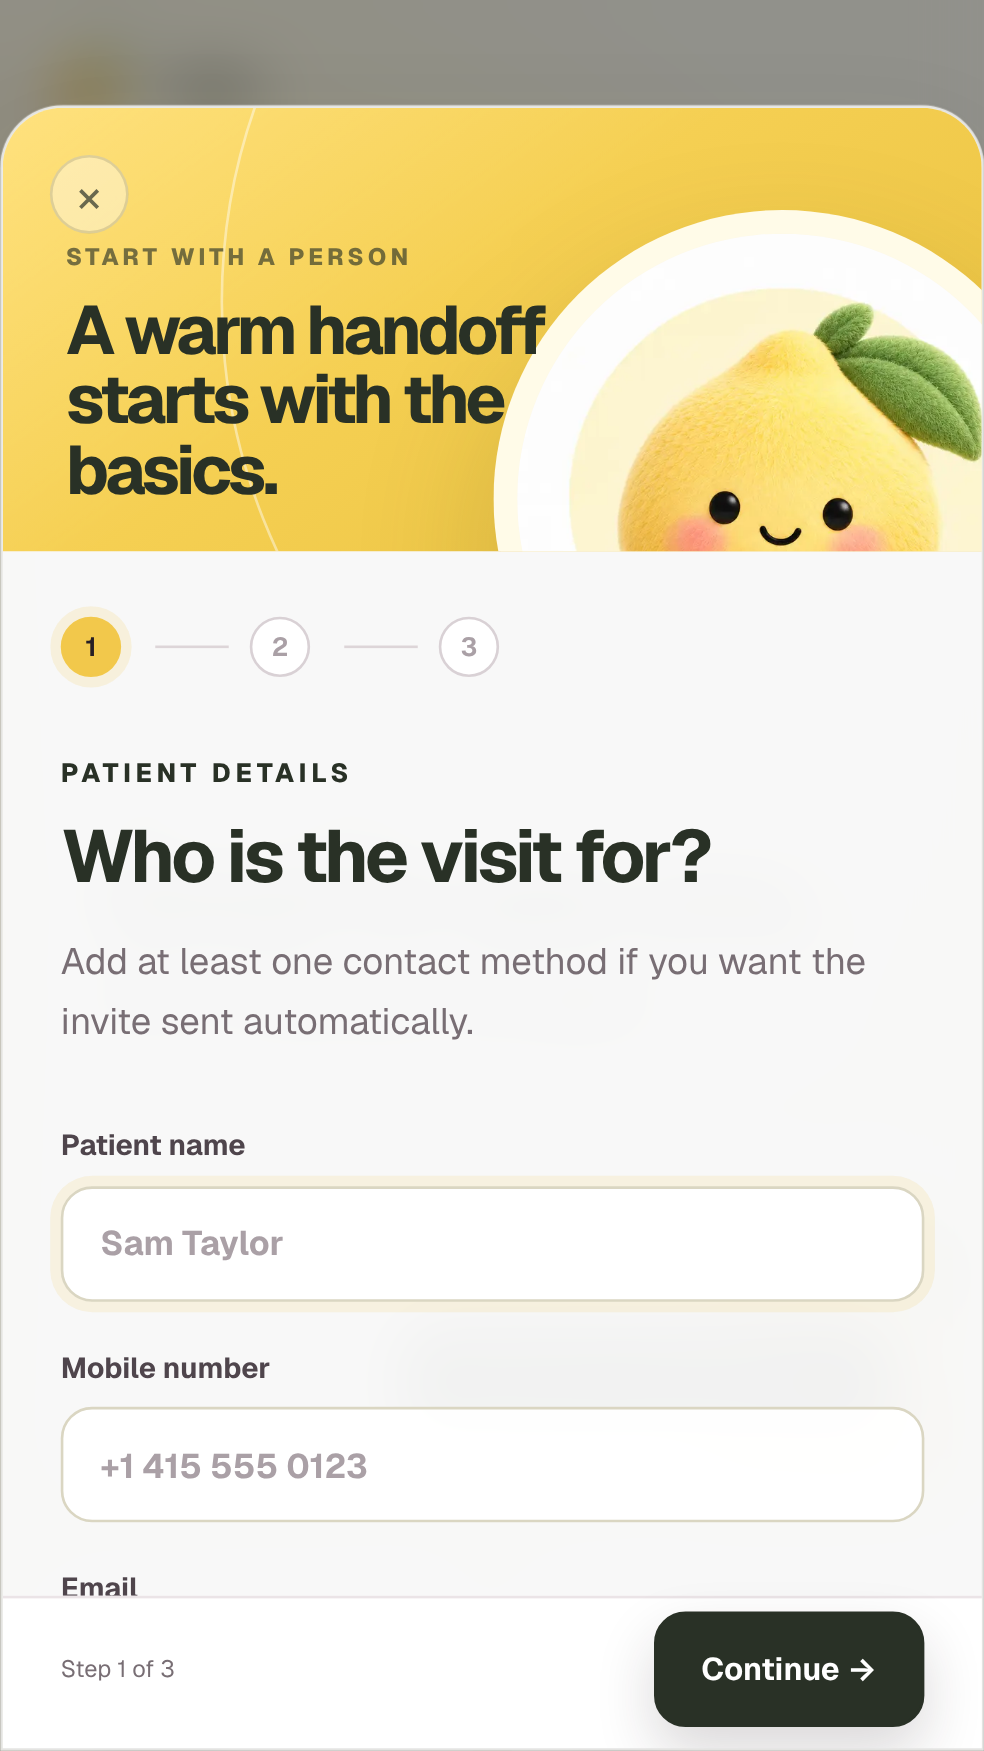 ×
START WITH A PERSON
A warm handoff
starts with the
basics.
1 2 3
PATIENT DETAILS
Who is the visit for?
Add at least one contact method if you want the
invite sent automatically.
Patient name
Sam Taylor
Mobile number
+1 415 555 0123
Email
Step 1 of 3
Continue →